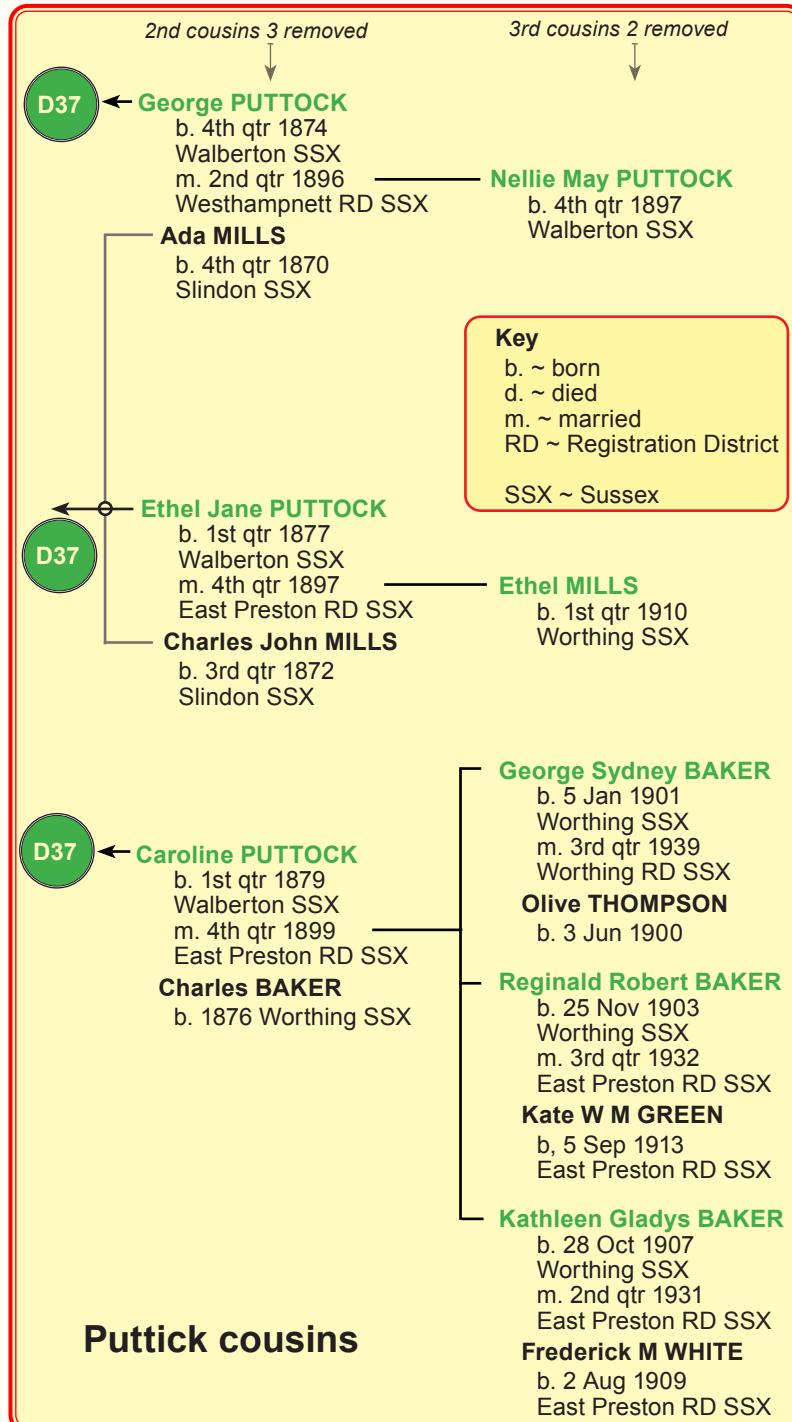 2nd cousins 3 removed
3rd cousins 2 removed
D37
George PUTTOCK
b. 4th qtr 1874
Walberton SSX
m. 2nd qtr 1896
Westhampnett RD SSX
Ada MILLS
b. 4th qtr 1870
Slindon SSX
Nellie May PUTTOCK
b. 4th qtr 1897
Walberton SSX
Key
b. ~ born
d. ~ died
m. ~ married
RD ~ Registration District
SSX ~ Sussex
D37
Ethel Jane PUTTOCK
b. 1st qtr 1877
Walberton SSX
m. 4th qtr 1897
East Preston RD SSX
Charles John MILLS
b. 3rd qtr 1872
Slindon SSX
Ethel MILLS
b. 1st qtr 1910
Worthing SSX
D37
Caroline PUTTOCK
b. 1st qtr 1879
Walberton SSX
m. 4th qtr 1899
East Preston RD SSX
Charles BAKER
b. 1876 Worthing SSX
George Sydney BAKER
b. 5 Jan 1901
Worthing SSX
m. 3rd qtr 1939
Worthing RD SSX
Olive THOMPSON
b. 3 Jun 1900
Reginald Robert BAKER
b. 25 Nov 1903
Worthing SSX
m. 3rd qtr 1932
East Preston RD SSX
Kate W M GREEN
b, 5 Sep 1913
East Preston RD SSX
Kathleen Gladys BAKER
b. 28 Oct 1907
Worthing SSX
m. 2nd qtr 1931
East Preston RD SSX
Frederick M WHITE
b. 2 Aug 1909
East Preston RD SSX
Puttick cousins